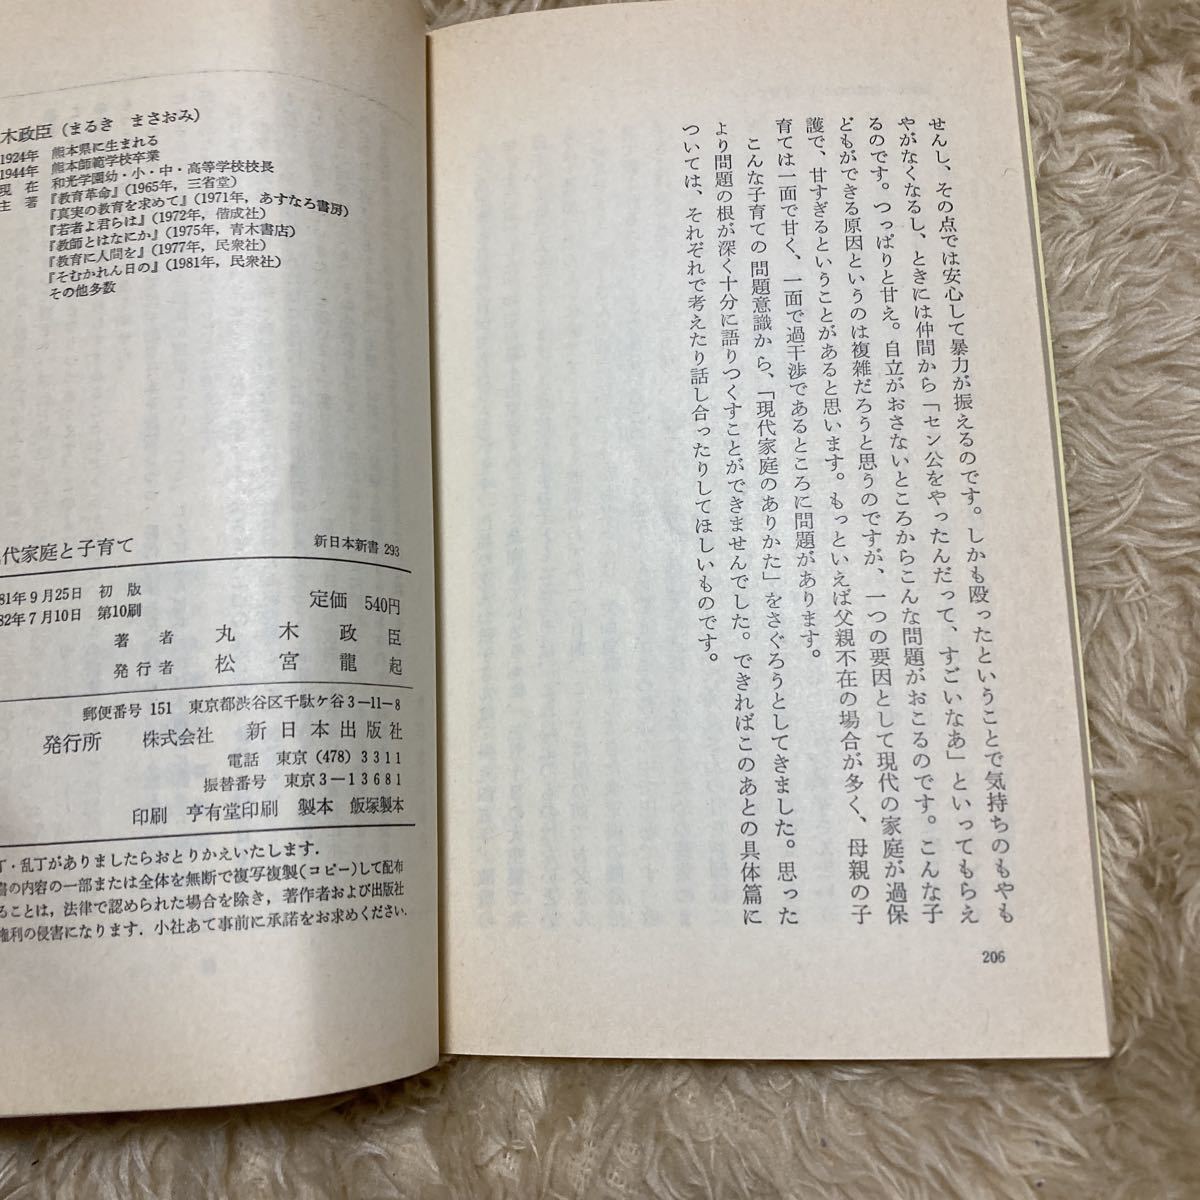 せんし、その点では安心して暴力が振えるのです。しかも殴ったということで気持ちのもやも
やがなくなるし、ときには仲間から「セン公をやったんだって、すごいなあ」といってもらえ
るのです。つっぱりと甘え。自立がおさないところからこんな問題がおこるのです。こんな子
どもができる原因というのは複雑だろうと思うのですが、一つの要因として現代の家庭が過保
護で、甘すぎるということがあると思います。もっといえば父親不在の場合が多く、母親の子
育ては一面で甘く、一面で過干渉であるところに問題があります。
こんな子育ての問題意識から、「現代家庭のありかた」をさぐろうとしてきました。思った
より問題の根が深く十分に語りつくすことができませんでした。できればこのあとの具体篇に
ついては、それぞれで考えたり話し合ったりしてほしいものです。
206
木政臣(まるき まさおみ)
1924年 熊本県に生まれる
1944年 熊本師範学校卒業
現在 和光学園幼・小・中・高等学校校長
主著 『教育革命』(1965年,三省堂)
『真実の教育を求めて』(1971年,あすなろ書房)
『若者よ君らは』(1972年,偕成社)
『教師とはなにか』(1975年,青木書店)
『教育に人間を』(1977年,民衆社)
『そむかれん日の』(1981年,民衆社)
その他多数
代家庭と子育て 新日本新書 293
81年9月25日 初版 定価 540円
82年7月10日 第10刷
著者 丸木政臣
発行者 松宮龍起
郵便番号 151 東京都渋谷区千駄ケ谷3-11-8
発行所 株式会社 新日本出版社
電話 東京(478)3311
振替番号 東京3-13681
印刷 亨有堂印刷 製本 飯塚製本
丁・乱丁がありましたらおとりかえいたします.
書の内容の一部または全体を無断で複写複製(コピー)して配布
ることは,法律で認められた場合を除き,著作者および出版社
権利の侵害になります.小社あて事前に承諾をお求めください.